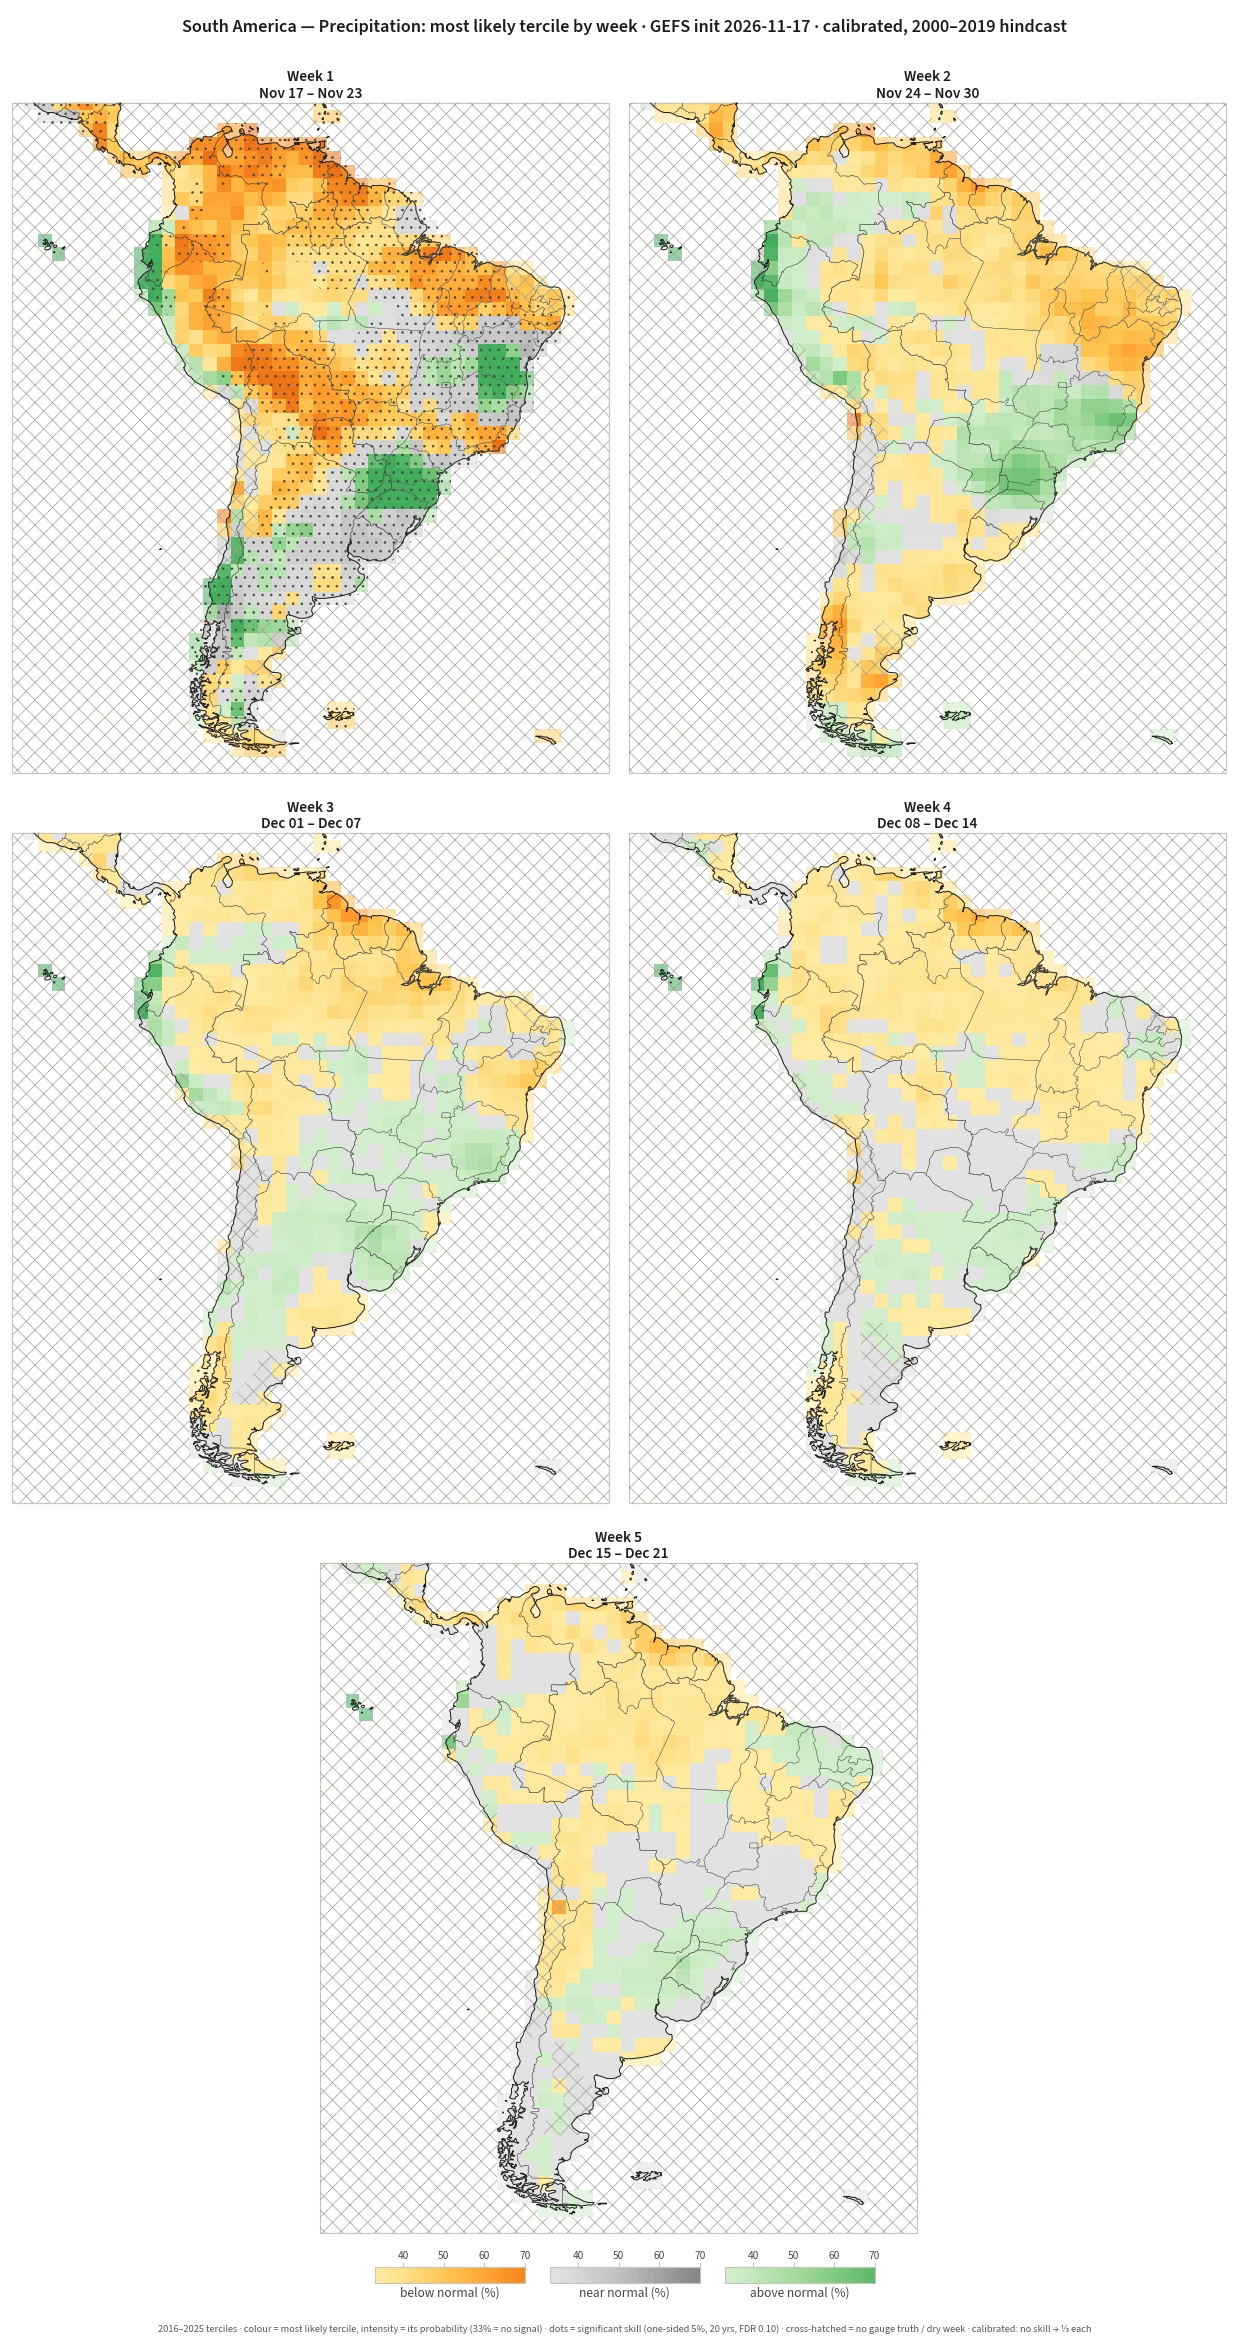 South America — Precipitation: most likely tercile by week · GEFS init 2026-11-17 · calibrated, 2000–2019 hindcast
Week 1
Nov 17 – Nov 23
Week 2
Nov 24 – Nov 30
Week 3
Dec 01 – Dec 07
Week 4
Dec 08 – Dec 14
Week 5
Dec 15 – Dec 21
40 50 60 70
below normal (%)
40 50 60 70
near normal (%)
40 50 60 70
above normal (%)
2016–2025 terciles · colour = most likely tercile, intensity = its probability (33% = no signal) · dots = significant skill (one-sided 5%, 20 yrs, FDR 0.10) · cross-hatched = no gauge truth / dry week · calibrated: no skill → ⅓ each